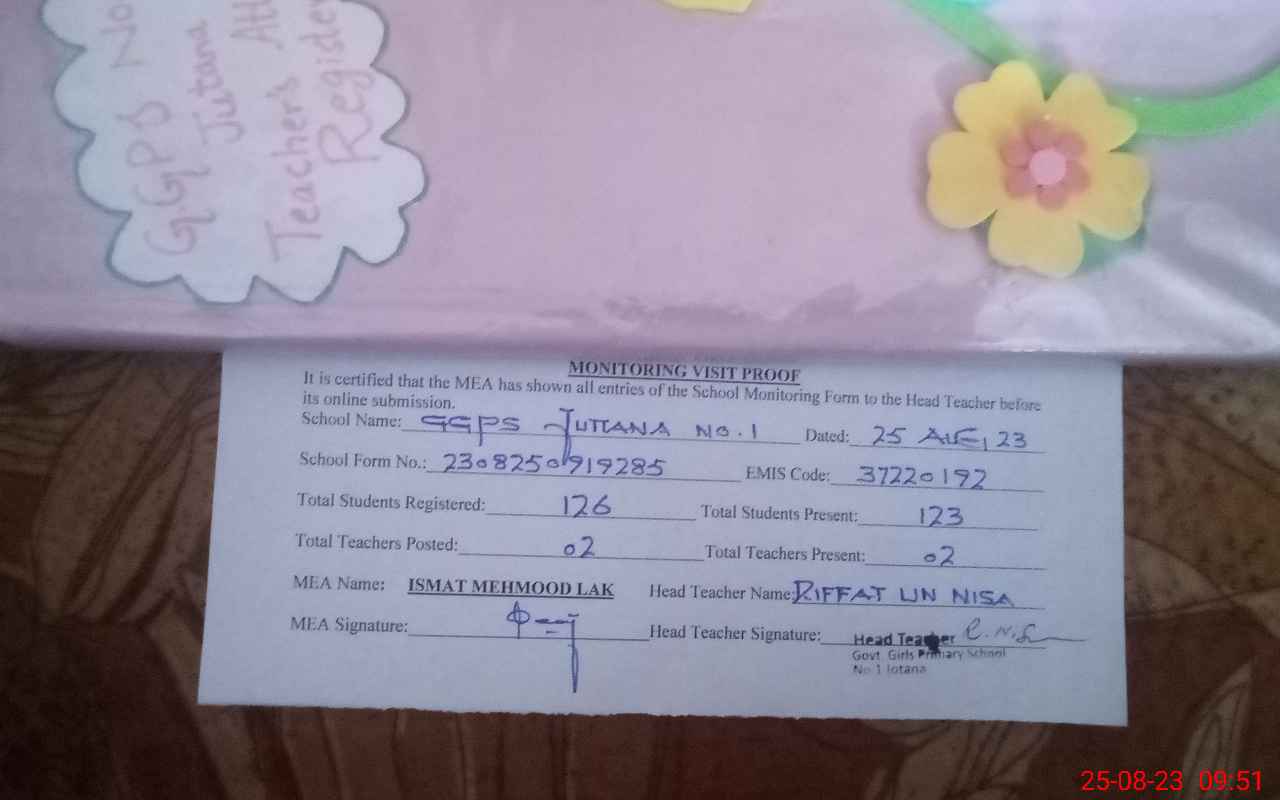 GGPS No
Jutana
Teacher's Att
Register
MONITORING VISIT PROOF
It is certified that the MEA has shown all entries of the School Monitoring Form to the Head Teacher before
its online submission.
School Name: GGPS JUTTANA NO.1 Dated: 25 AUG, 23
School Form No.: 2308250919285 EMIS Code: 37220192
Total Students Registered: 126 Total Students Present: 123
Total Teachers Posted: 02 Total Teachers Present: 02
MEA Name: ISMAT MEHMOOD LAK Head Teacher Name: RIFFAT UN NISA
MEA Signature: Head Teacher Signature: Head Teacher
Govt. Girls Primary School
No 1 Iotana
25-08-23 09:51